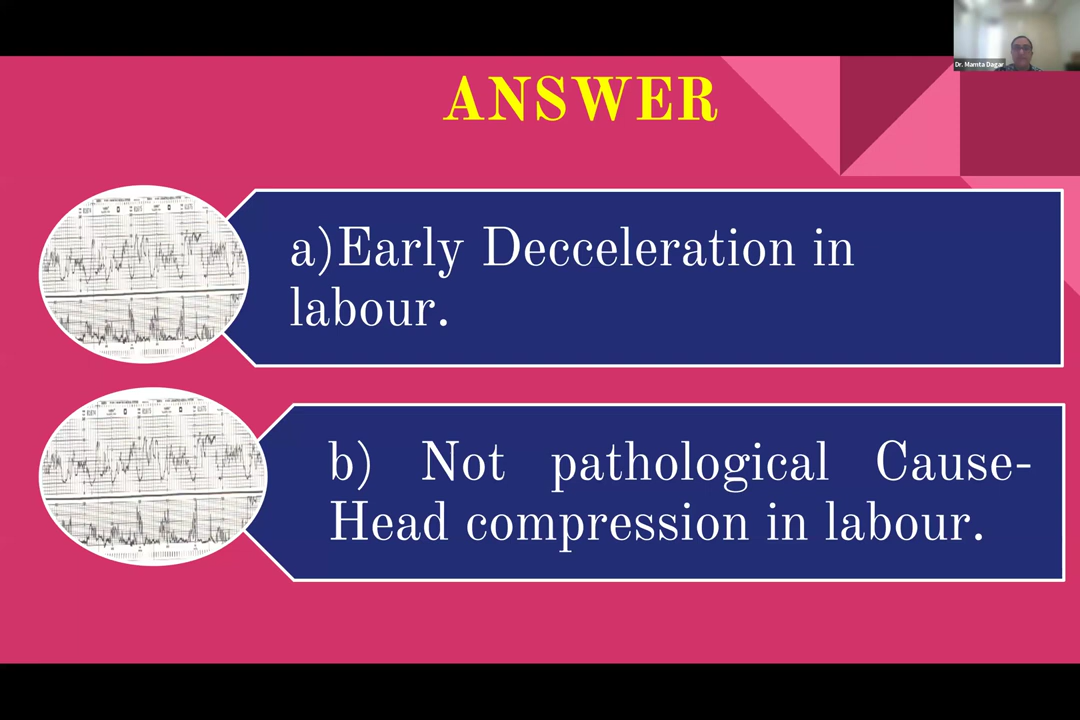 Dr. Mamta Dagar
ANSWER
a)Early Decceleration in
labour.
b) Not pathological Cause-
Head compression in labour.